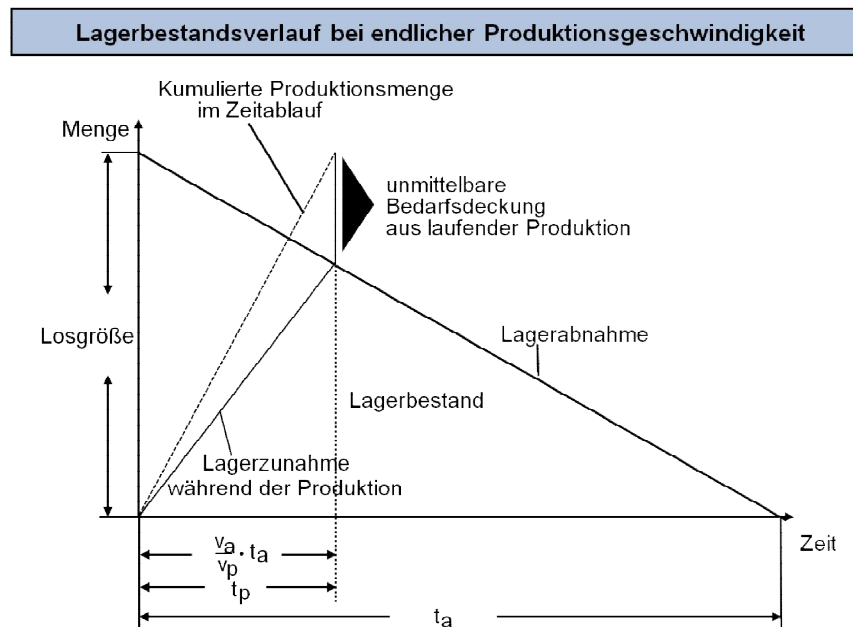 Lagerbestandsverlauf bei endlicher Produktionsgeschwindigkeit
Kumulierte Produktionsmenge
im Zeitablauf
Menge
unmittelbare
Bedarfsdeckung
aus laufender Produktion
Losgröße
Lagerabnahme
Lagerbestand
Lagerzunahme
während der Produktion
Zeit
va/vp · ta
tp
ta